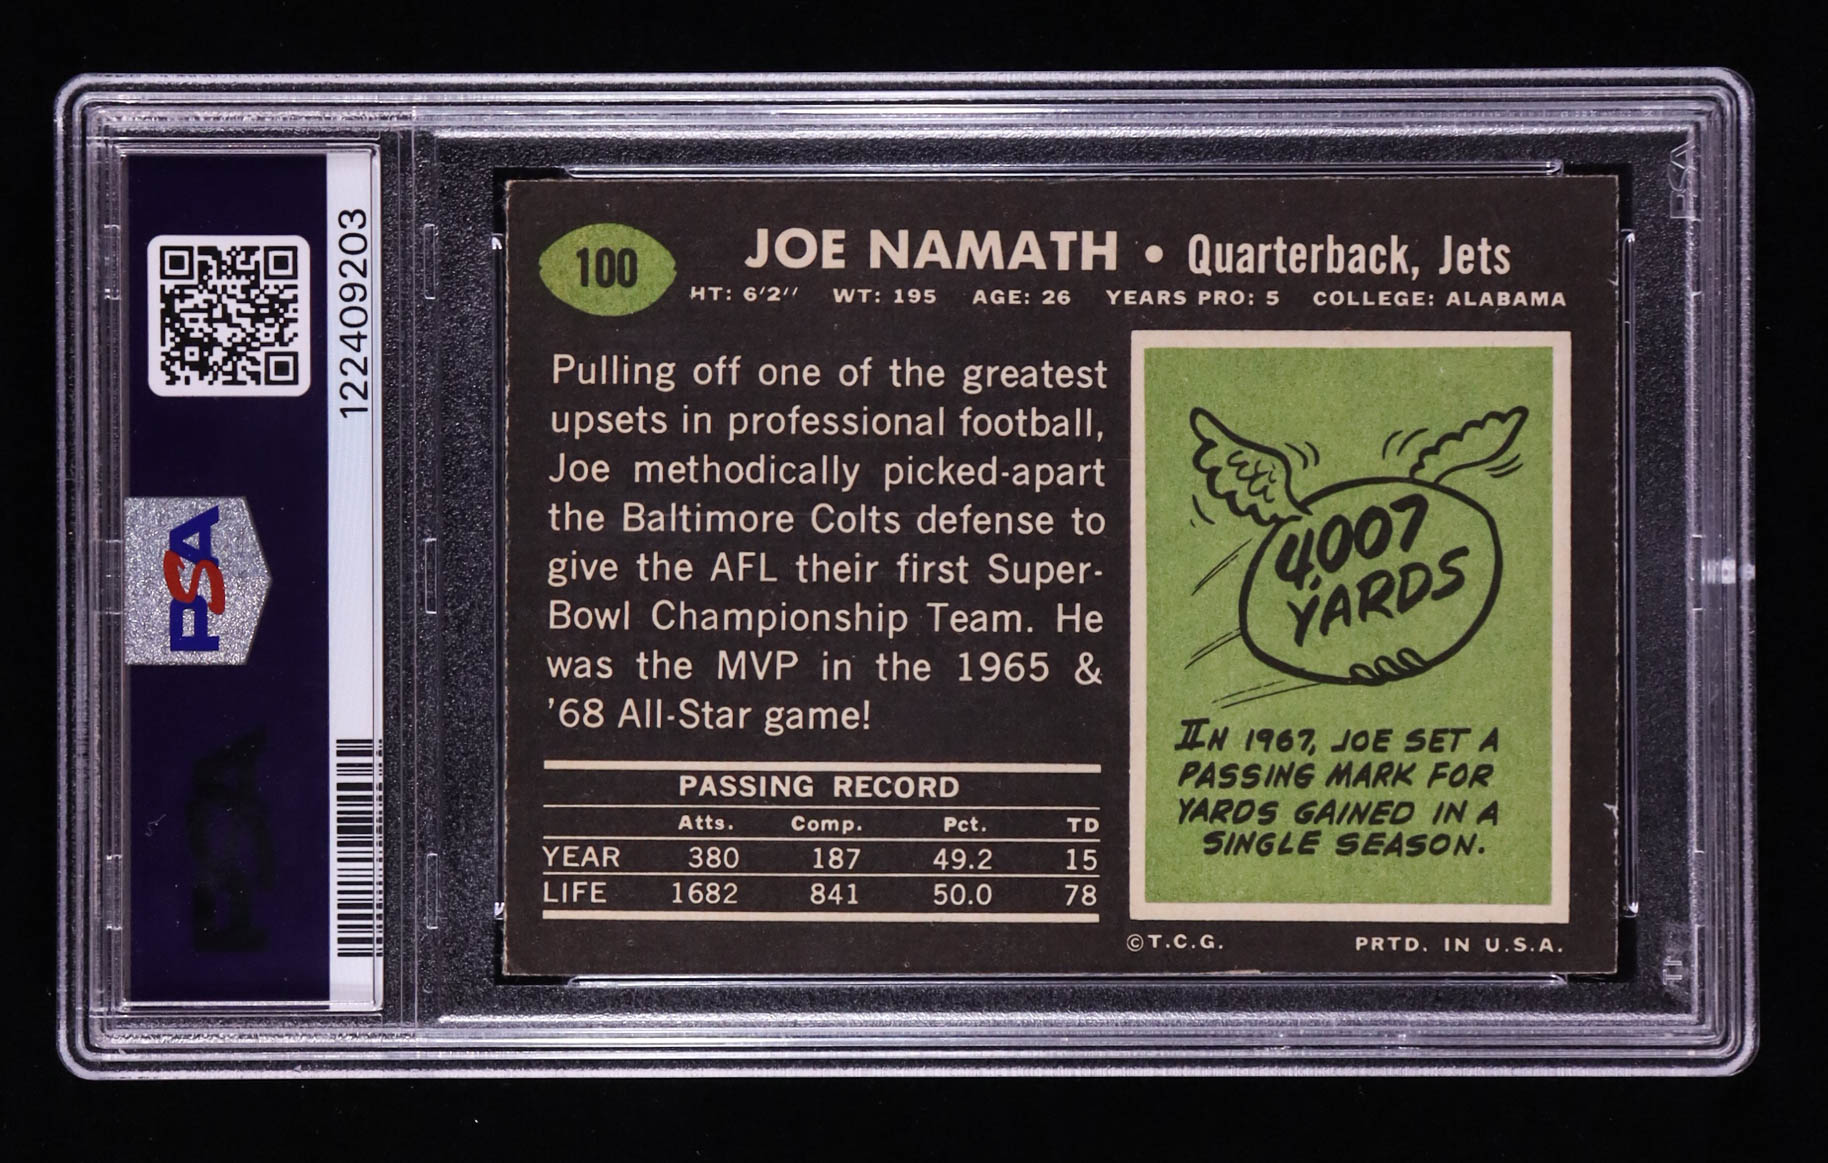 122409203
PSA
PSA
100
JOE NAMATH • Quarterback, Jets
HT: 6'2'' WT: 195 AGE: 26 YEARS PRO: 5 COLLEGE: ALABAMA
Pulling off one of the greatest
upsets in professional football,
Joe methodically picked-apart
the Baltimore Colts defense to
give the AFL their first Super-
Bowl Championship Team. He
was the MVP in the 1965 &
'68 All-Star game!
PASSING RECORD
Atts. Comp. Pct. TD
YEAR 380 187 49.2 15
LIFE 1682 841 50.0 78
4,007
YARDS
IN 1967, JOE SET A
PASSING MARK FOR
YARDS GAINED IN A
SINGLE SEASON.
©T.C.G. PRTD. IN U.S.A.
PSA